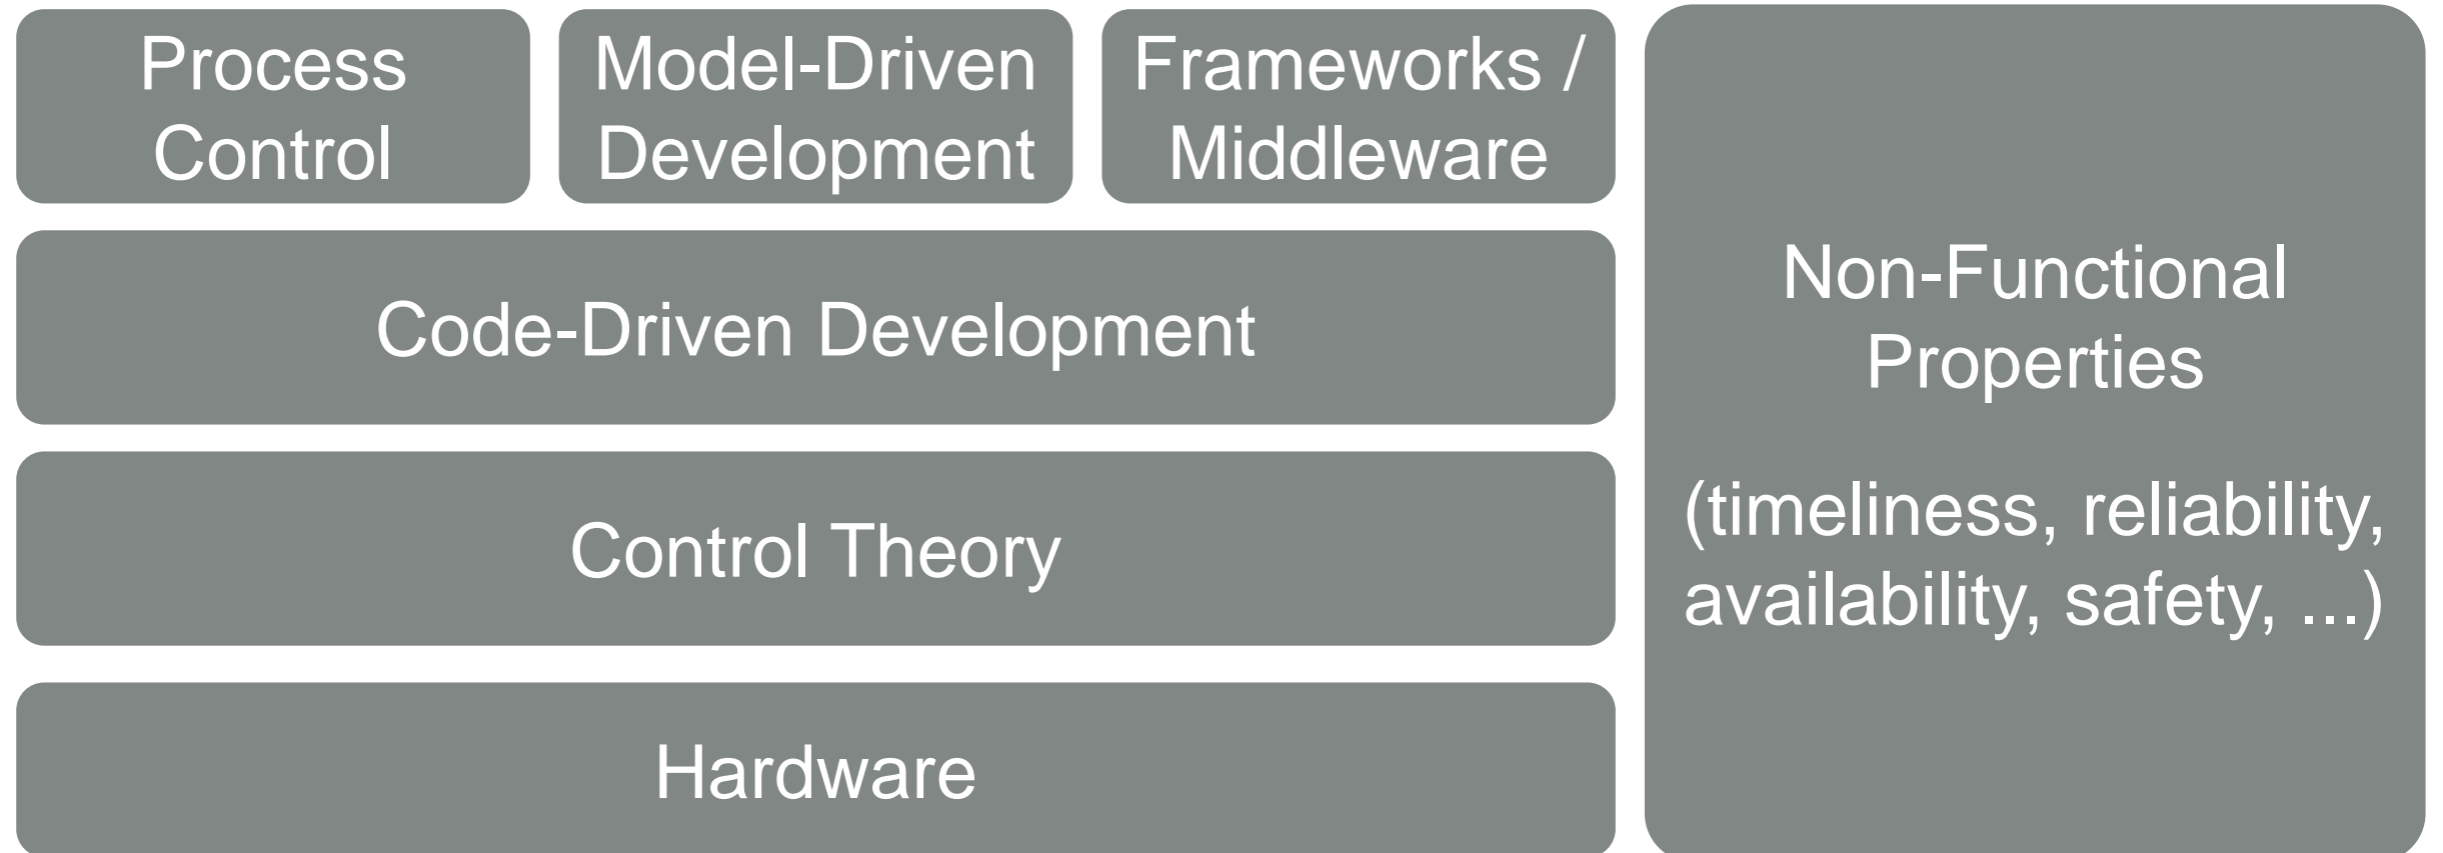 Process
Control
Model-Driven
Development
Frameworks /
Middleware
Code-Driven Development
Control Theory
Hardware
Non-Functional
Properties
(timeliness, reliability,
availability, safety, ...)